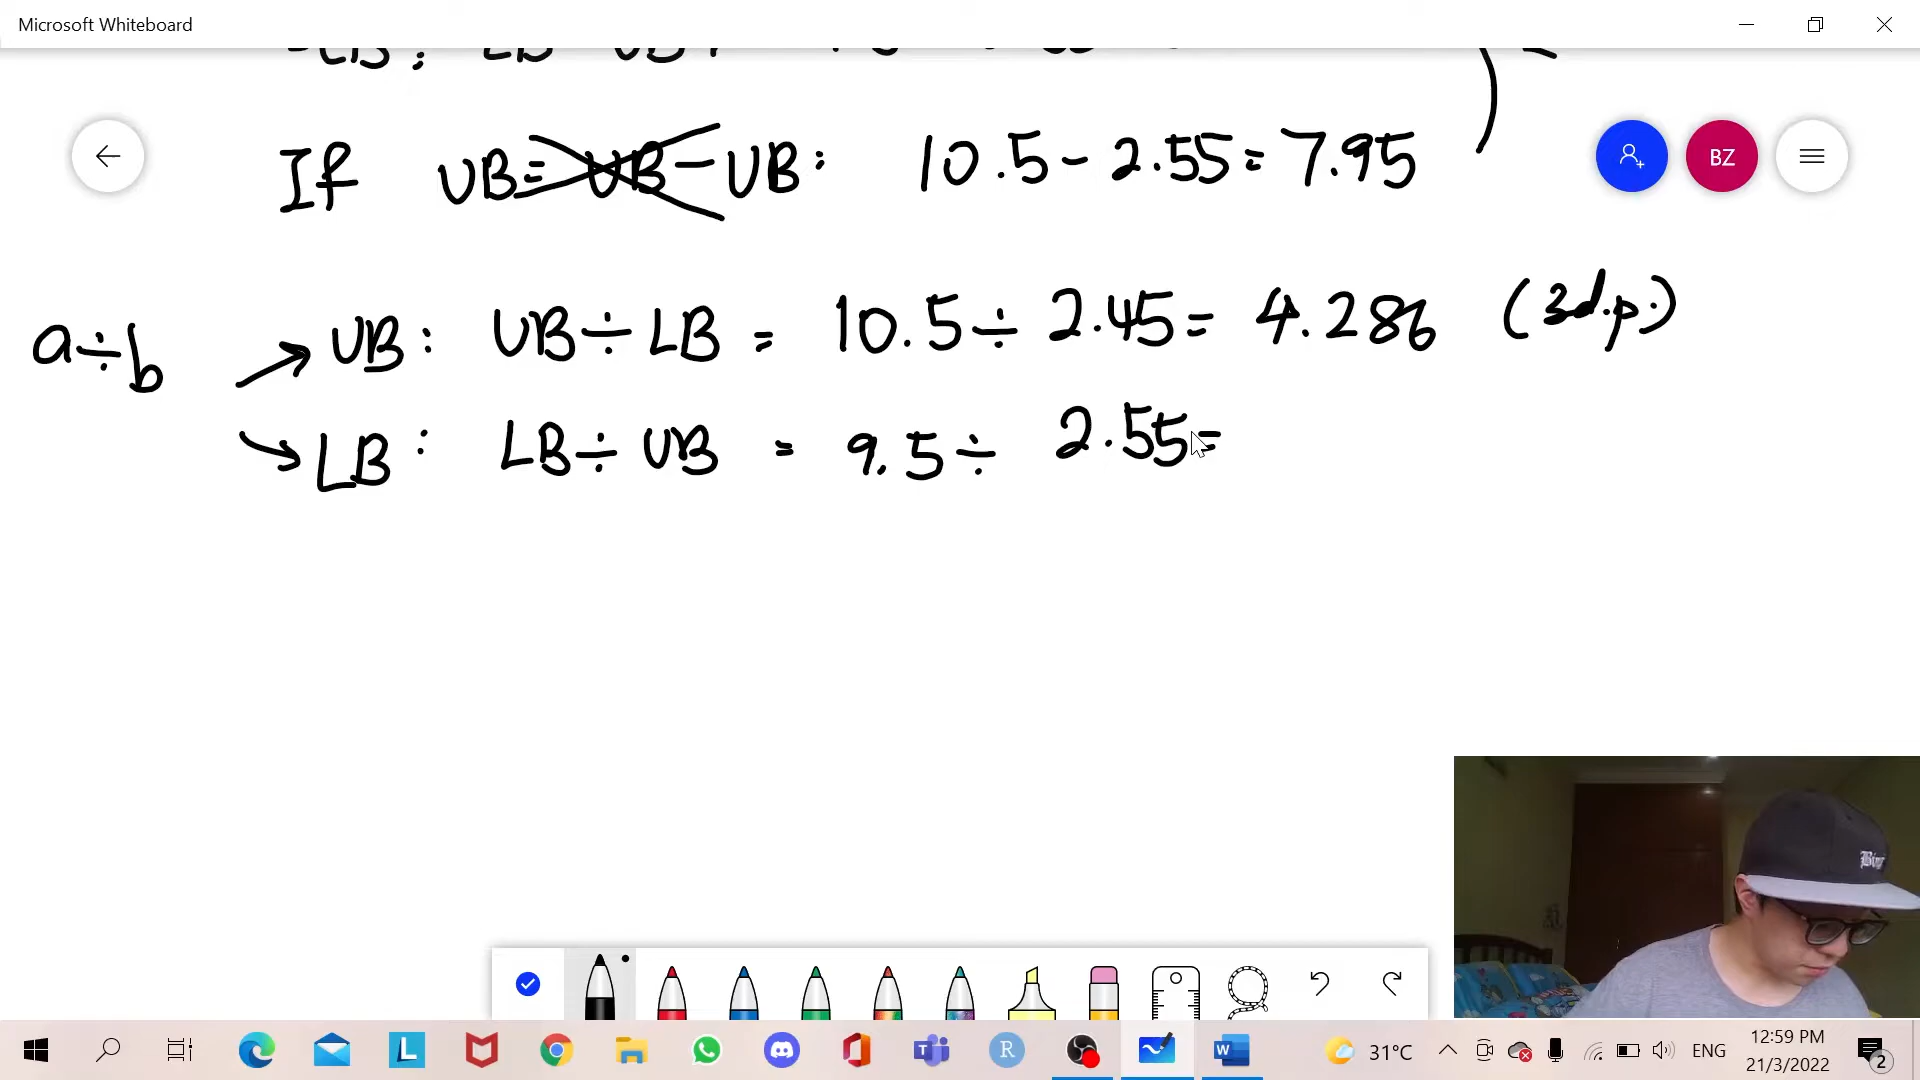 Microsoft Whiteboard
If UB= UB-UB: 10.5-2.55=7.95
BZ
a÷b
UB: UB÷LB = 10.5÷2.45= 4.286 (3d.p.)
LB: LB÷UB = 9.5÷2.55=
31°C
ENG
12:59 PM
21/3/2022
2